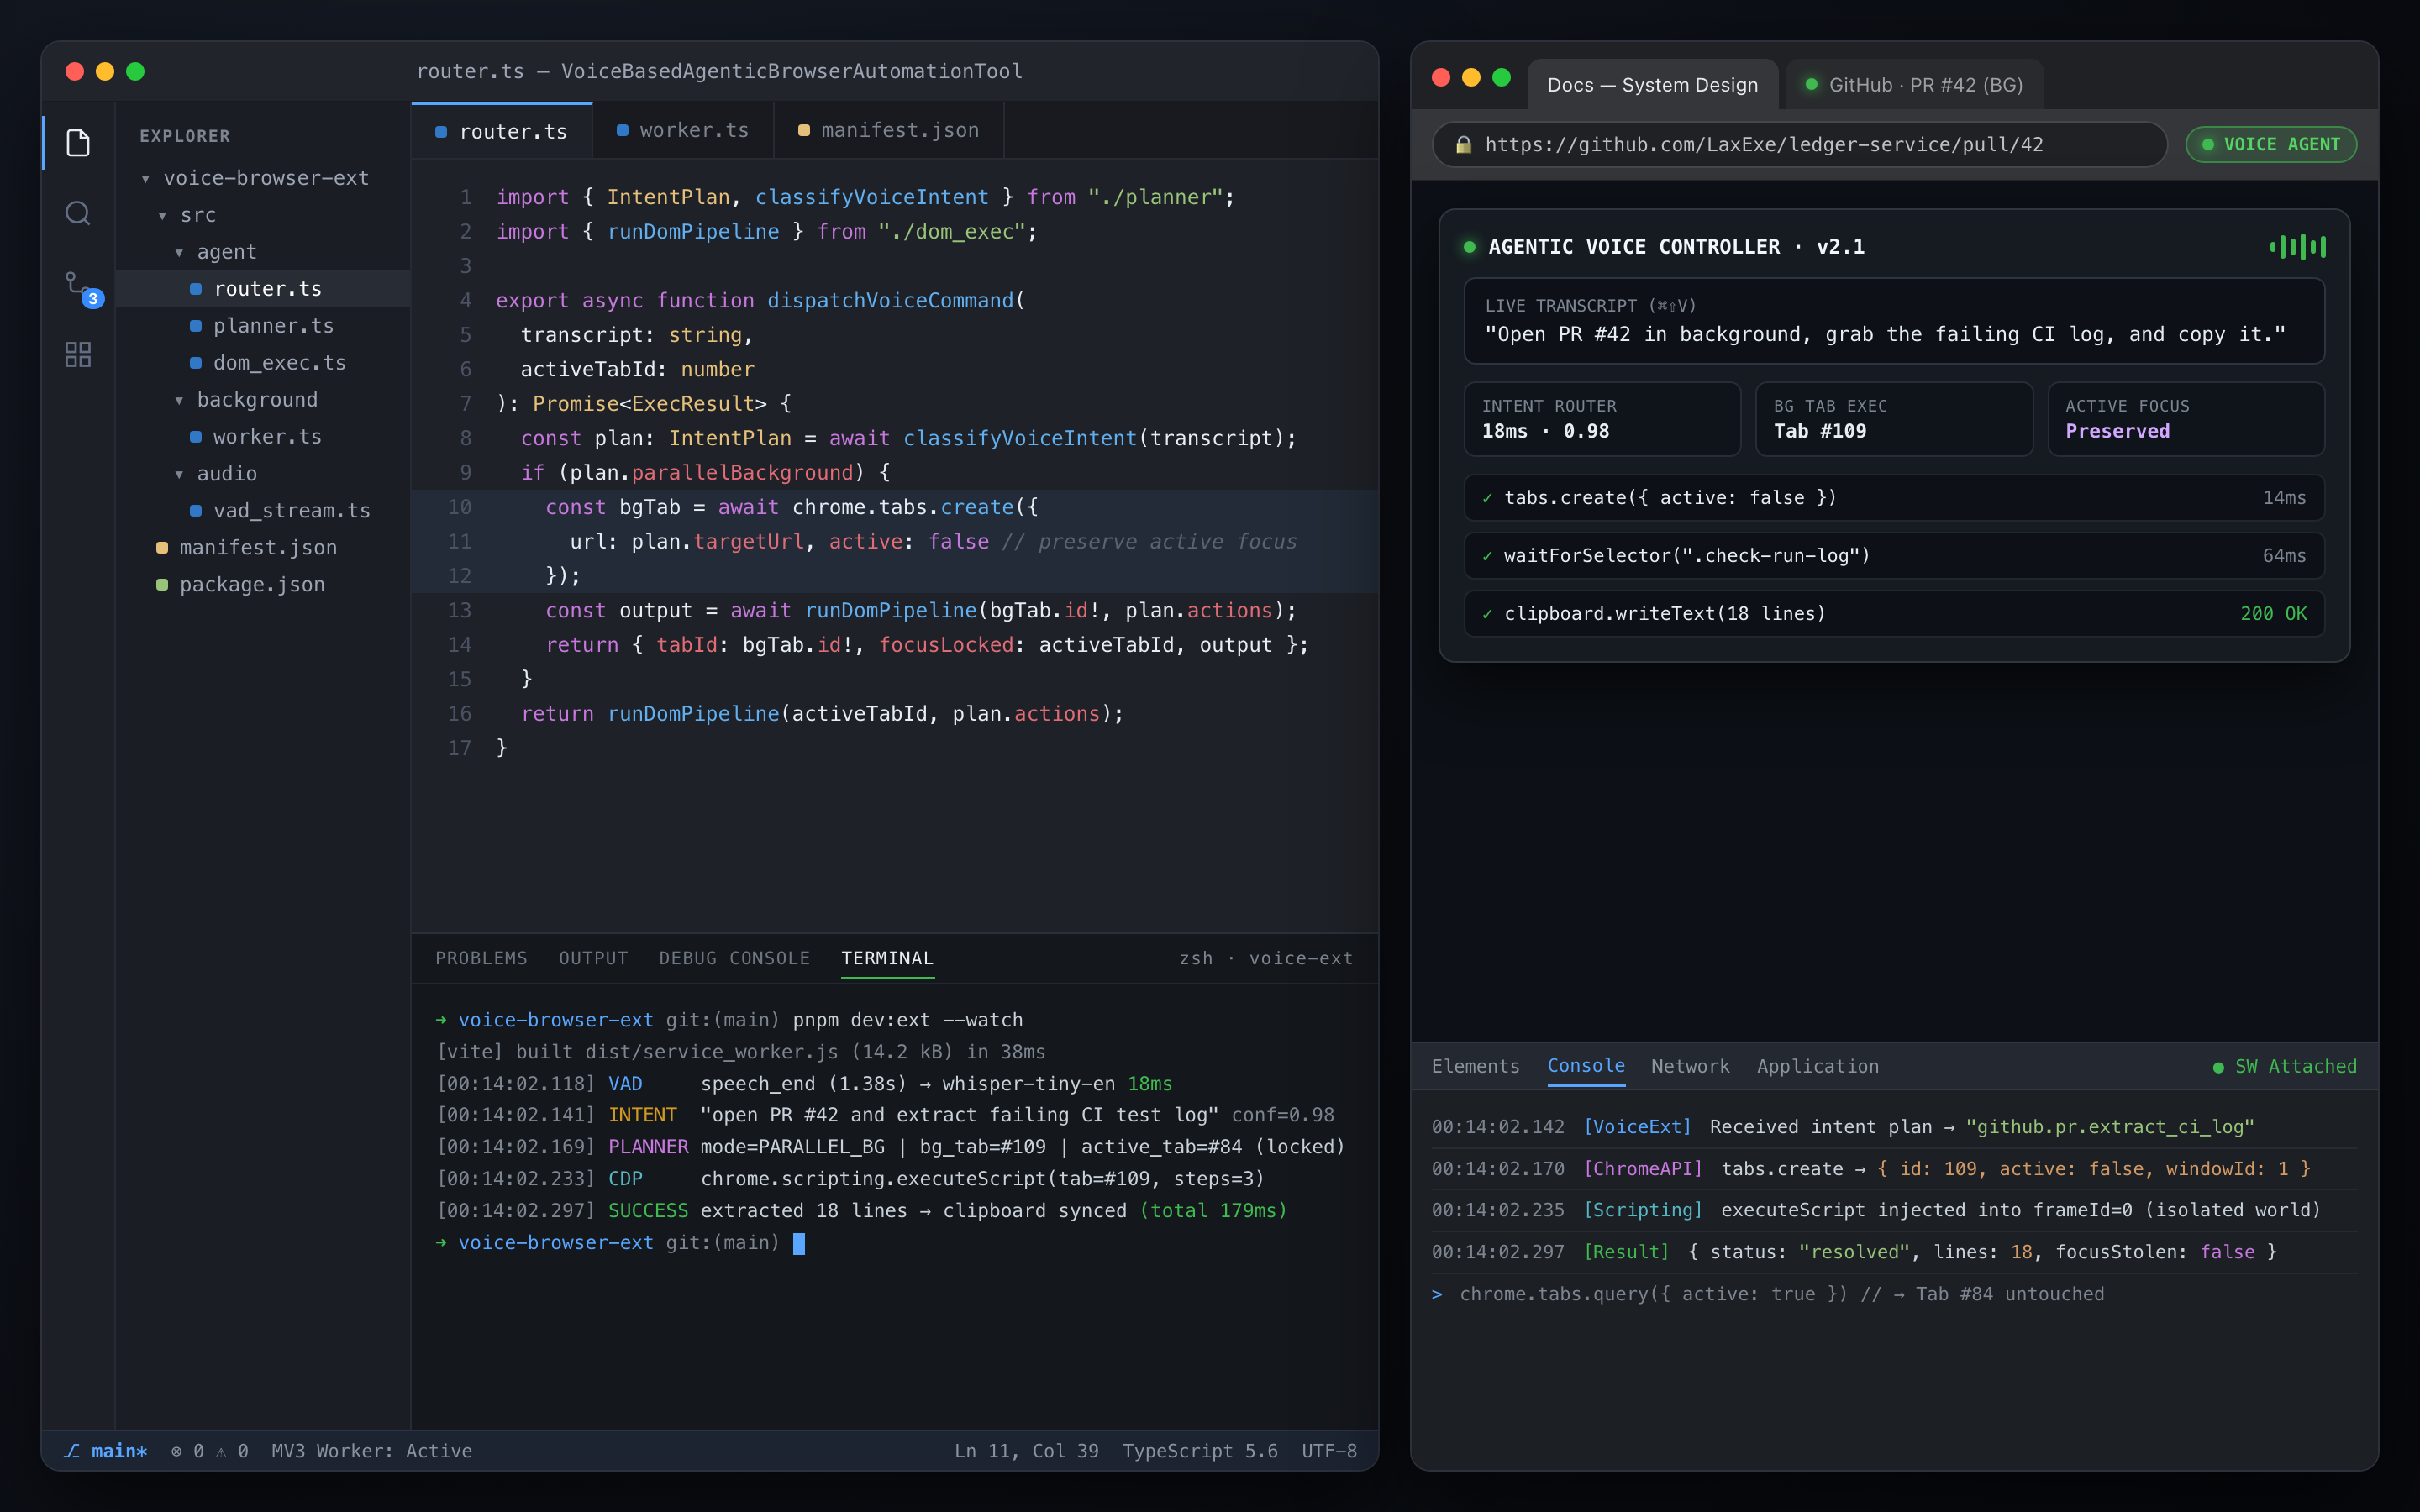 router.ts — VoiceBasedAgenticBrowserAutomationTool
EXPLORER
▾ voice-browser-ext
▾ src
▾ agent
router.ts
planner.ts
dom_exec.ts
▾ background
worker.ts
▾ audio
vad_stream.ts
manifest.json
package.json
3
router.ts
worker.ts
manifest.json
1 import { IntentPlan, classifyVoiceIntent } from "./planner";
2 import { runDomPipeline } from "./dom_exec";
3
4 export async function dispatchVoiceCommand(
5 transcript: string,
6 activeTabId: number
7 ): Promise<ExecResult> {
8 const plan: IntentPlan = await classifyVoiceIntent(transcript);
9 if (plan.parallelBackground) {
10 const bgTab = await chrome.tabs.create({
11 url: plan.targetUrl, active: false // preserve active focus
12 });
13 const output = await runDomPipeline(bgTab.id!, plan.actions);
14 return { tabId: bgTab.id!, focusLocked: activeTabId, output };
15 }
16 return runDomPipeline(activeTabId, plan.actions);
17 }
PROBLEMS OUTPUT DEBUG CONSOLE TERMINAL zsh · voice-ext
➜ voice-browser-ext git:(main) pnpm dev:ext --watch
[vite] built dist/service_worker.js (14.2 kB) in 38ms
[00:14:02.118] VAD speech_end (1.38s) → whisper-tiny-en 18ms
[00:14:02.141] INTENT "open PR #42 and extract failing CI test log" conf=0.98
[00:14:02.169] PLANNER mode=PARALLEL_BG | bg_tab=#109 | active_tab=#84 (locked)
[00:14:02.233] CDP chrome.scripting.executeScript(tab=#109, steps=3)
[00:14:02.297] SUCCESS extracted 18 lines → clipboard synced (total 179ms)
➜ voice-browser-ext git:(main)
⎇ main* ⊗ 0 ⚠ 0 MV3 Worker: Active Ln 11, Col 39 TypeScript 5.6 UTF-8
Docs — System Design
GitHub · PR #42 (BG)
🔒 https://github.com/LaxExe/ledger-service/pull/42
VOICE AGENT
AGENTIC VOICE CONTROLLER · v2.1
LIVE TRANSCRIPT (⌘⇧V)
"Open PR #42 in background, grab the failing CI log, and copy it."
INTENT ROUTER
18ms · 0.98
BG TAB EXEC
Tab #109
ACTIVE FOCUS
Preserved
✓ tabs.create({ active: false }) 14ms
✓ waitForSelector(".check-run-log") 64ms
✓ clipboard.writeText(18 lines) 200 OK
Elements Console Network Application ● SW Attached
00:14:02.142 [VoiceExt] Received intent plan → "github.pr.extract_ci_log"
00:14:02.170 [ChromeAPI] tabs.create → { id: 109, active: false, windowId: 1 }
00:14:02.235 [Scripting] executeScript injected into frameId=0 (isolated world)
00:14:02.297 [Result] { status: "resolved", lines: 18, focusStolen: false }
> chrome.tabs.query({ active: true }) // → Tab #84 untouched